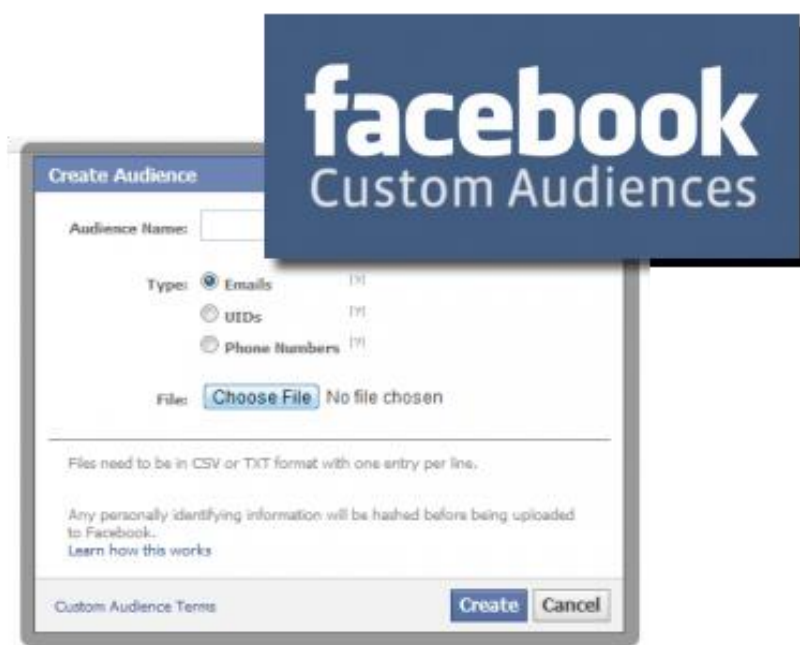 facebook
Custom Audiences
Create Audience
Audience Name:
Type: Emails [?]
UIDs [?]
Phone Numbers [?]
File: Choose File No file chosen
Files need to be in CSV or TXT format with one entry per line.
Any personally identifying information will be hashed before being uploaded
to Facebook.
Learn how this works
Custom Audience Terms
Create Cancel